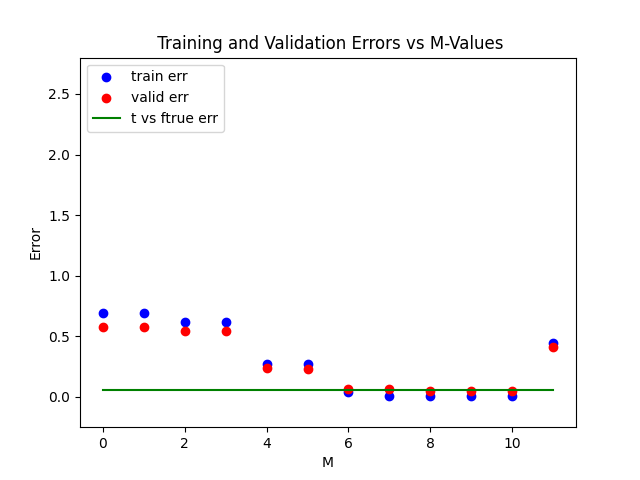 Training and Validation Errors vs M-Values
train err
valid err
t vs ftrue err
2.5
2.0
1.5
1.0
0.5
0.0
Error
0 2 4 6 8 10
M